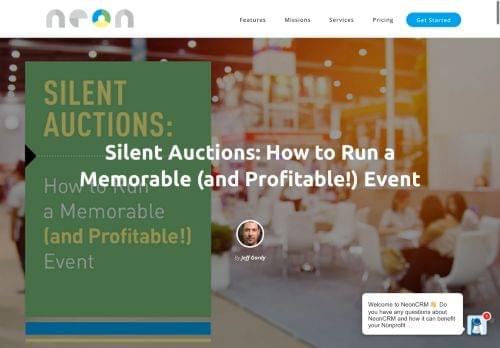 neon
Features
Missions
Services
Pricing
Get Started
SILENT
AUCTIONS:
How to Run
a Memorable
(and Profitable!)
Event
Silent Auctions: How to Run a
Memorable (and Profitable!) Event
By Jeff Gordy
Welcome to NeonCRM 👋 Do
you have any questions about
NeonCRM and how it can benefit
your Nonprofit ...
1